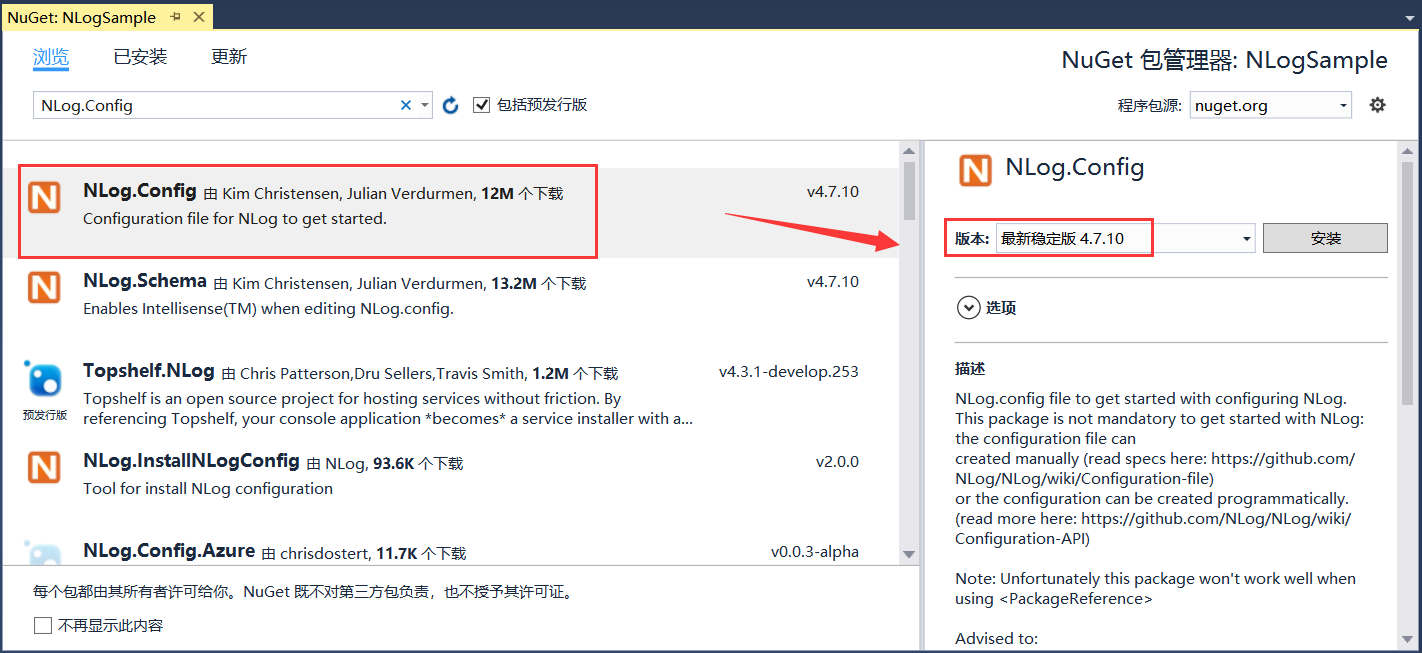 NuGet: NLogSample
浏览 已安装 更新
NuGet 包管理器: NLogSample
NLog.Config
包括预发行版
程序包源: nuget.org
NLog.Config 由 Kim Christensen, Julian Verdurmen, 12M 个下载
v4.7.10
Configuration file for NLog to get started.
NLog.Schema 由 Kim Christensen, Julian Verdurmen, 13.2M 个下载
v4.7.10
Enables Intellisense(TM) when editing NLog.config.
Topshelf.NLog 由 Chris Patterson,Dru Sellers,Travis Smith, 1.2M 个下载
v4.3.1-develop.253
预发行版
Topshelf is an open source project for hosting services without friction. By
referencing Topshelf, your console application *becomes* a service installer with a...
NLog.InstallNLogConfig 由 NLog, 93.6K 个下载
v2.0.0
Tool for install NLog configuration
NLog.Config.Azure 由 chrisdostert, 11.7K 个下载
v0.0.3-alpha
每个包都由其所有者许可给你。NuGet 既不对第三方包负责，也不授予其许可证。
不再显示此内容
N NLog.Config
版本: 最新稳定版 4.7.10
安装
选项
描述
NLog.config file to get started with configuring NLog.
This package is not mandatory to get started with NLog:
the configuration file can
created manually (read specs here: https://github.com/
NLog/NLog/wiki/Configuration-file)
or the configuration can be created programmatically.
(read more here: https://github.com/NLog/NLog/wiki/
Configuration-API)
Note: Unfortunately this package won't work well when
using <PackageReference>
Advised to: